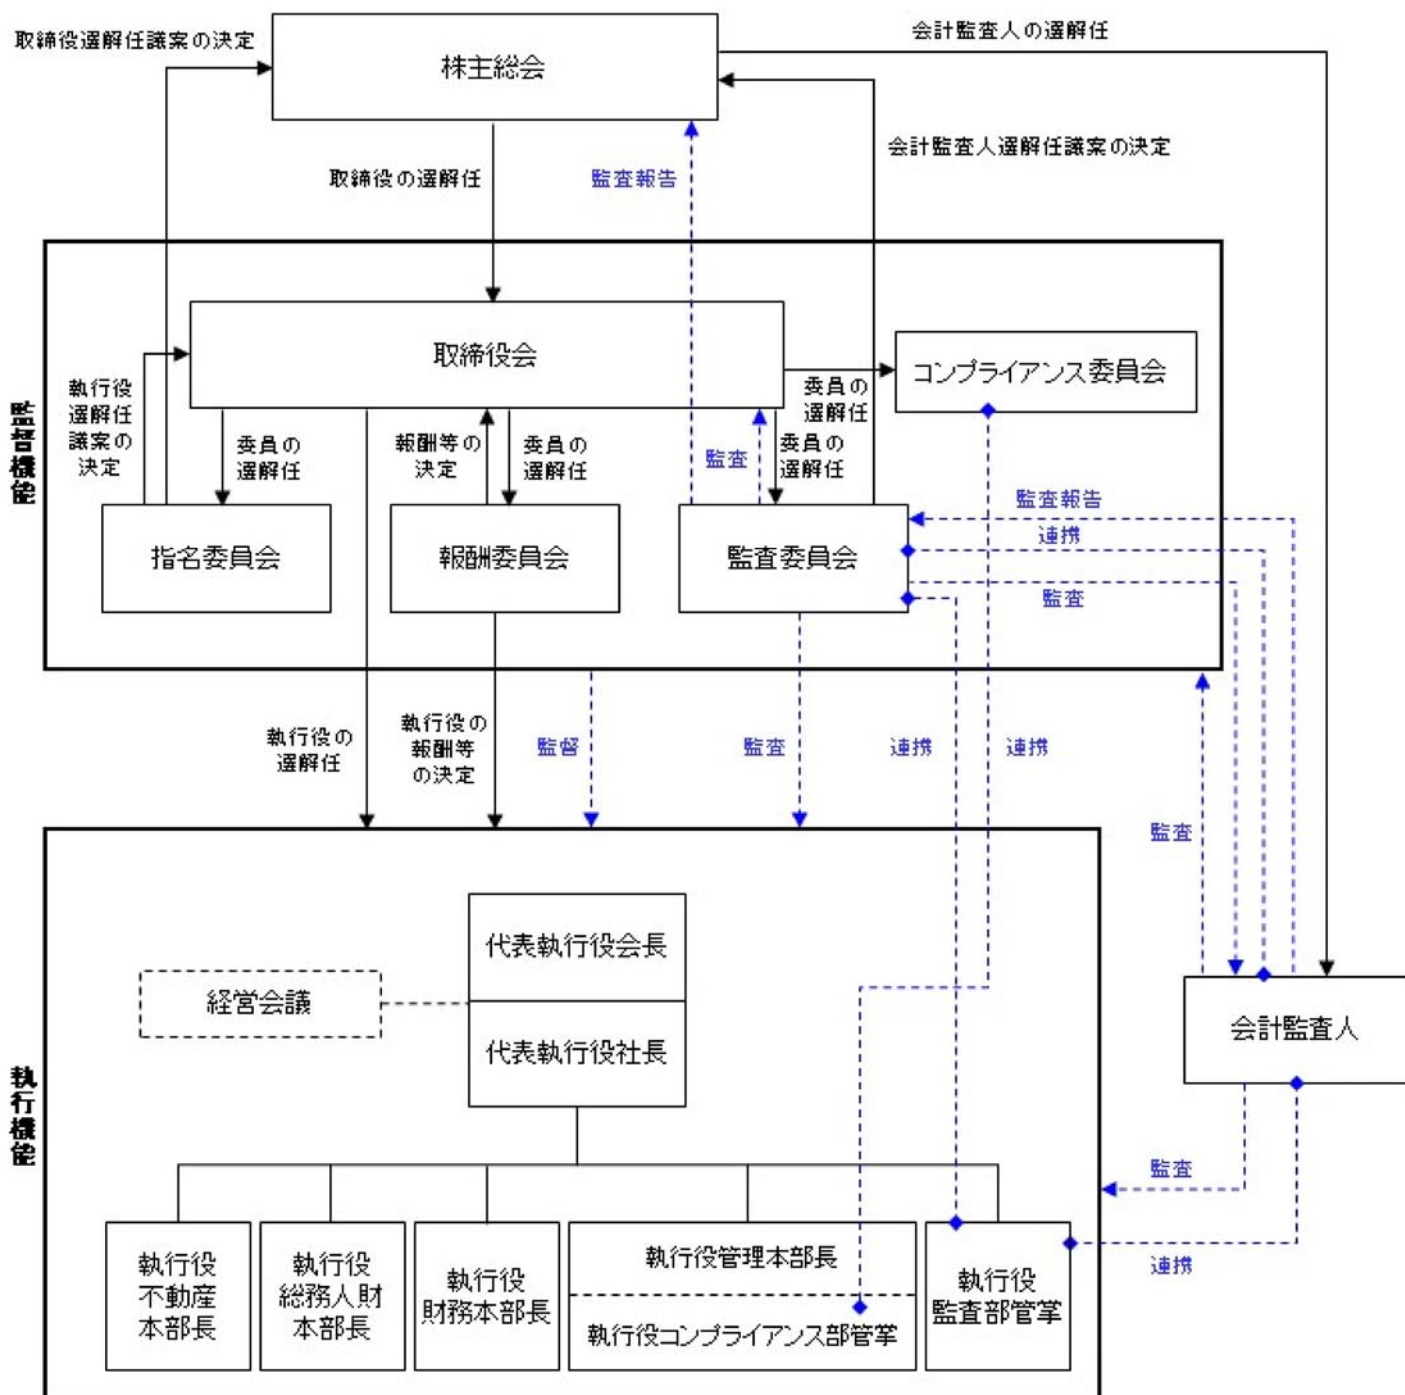 取締役選解任議案の決定
株主総会
会計監査人の選解任
会計監査人選解任議案の決定
取締役の選解任
監査報告
監督機能
取締役会
コンプライアンス委員会
執行役
選解任
議案の
決定
委員の
選解任
報酬等の
決定
委員の
選解任
監査
委員の
選解任
委員の
選解任
指名委員会
報酬委員会
監査委員会
監査報告
連携
監査
執行役の
選解任
執行役の
報酬等
の決定
監督
監査
連携
連携
監査
執行機能
代表執行役会長
経営会議
代表執行役社長
会計監査人
監査
連携
執行役
不動産
本部長
執行役
総務人財
本部長
執行役
財務本部長
執行役管理本部長
執行役コンプライアンス部管掌
執行役
監査部管掌